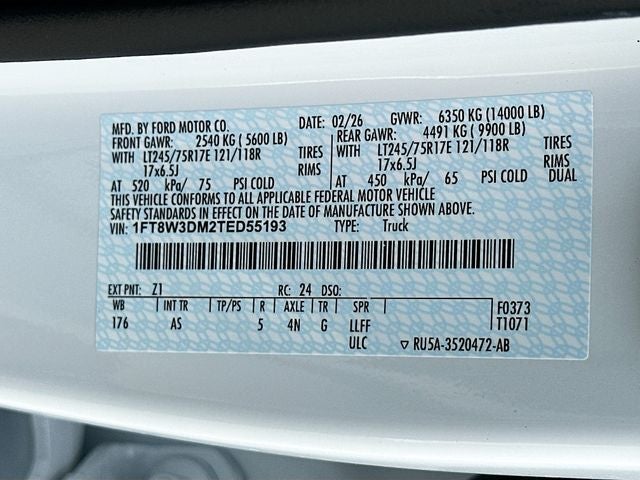 MFD. BY FORD MOTOR CO. DATE: 02/26 GVWR: 6350 KG (14000 LB)
FRONT GAWR: 2540 KG (5600 LB) REAR GAWR: 4491 KG (9900 LB)
WITH LT245/75R17E 121/118R TIRES WITH LT245/75R17E 121/118R TIRES
17x6.5J RIMS 17x6.5J RIMS
AT 520 kPa/ 75 PSI COLD AT 450 kPa/ 65 PSI COLD DUAL
THIS VEHICLE CONFORMS TO ALL APPLICABLE FEDERAL MOTOR VEHICLE
SAFETY STANDARDS IN EFFECT ON THE DATE OF MANUFACTURE SHOWN ABOVE.
VIN: 1FT8W3DM2TED55193 TYPE: Truck
EXT PNT: Z1 RC: 24 DSO:
WB INT TR TP/PS R AXLE TR SPR F0373
176 AS 5 4N G LLFF T1071
ULC ▽ RU5A-3520472-AB